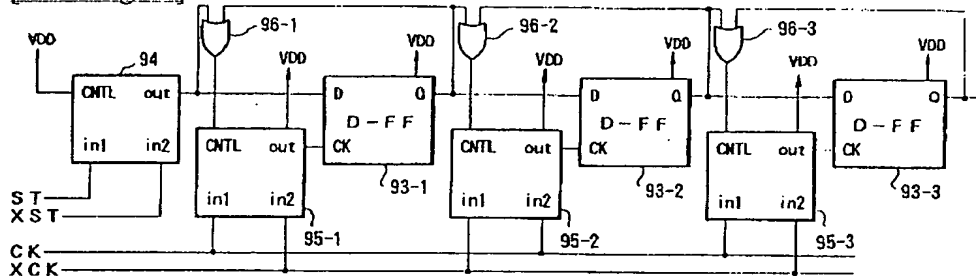 96-1
96-2
96-3
VDD
94
VDD
VDD
VDD
VDD
VDD
VDD
CNTL out
in1 in2
D Q
D-FF
CK
93-1
D Q
D-FF
CK
93-2
D Q
D-FF
CK
93-3
CNTL out
in1 in2
95-1
CNTL out
in1 in2
95-2
CNTL out
in1 in2
95-3
ST
XST
CK
XCK